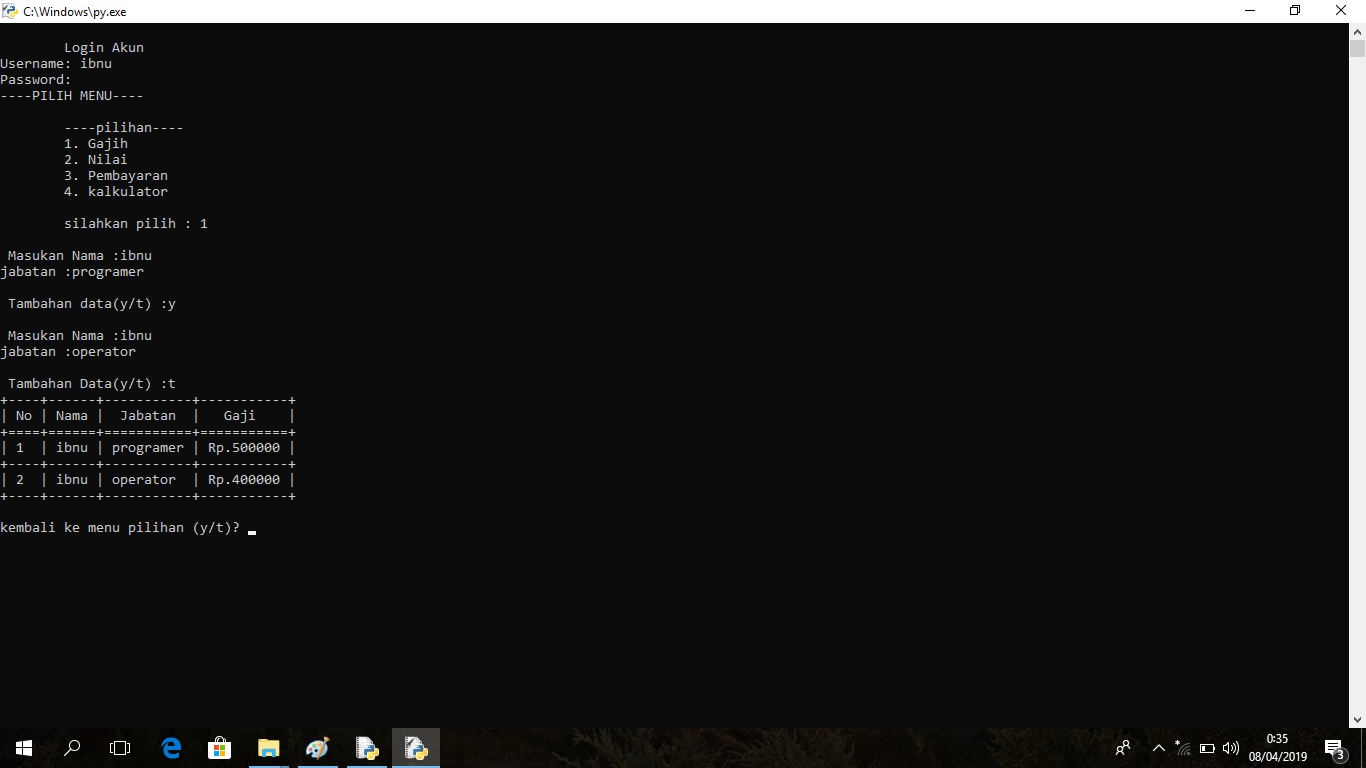 C:\Windows\py.exe
Login Akun
Username: ibnu
Password:
----PILIH MENU----
----pilihan----
1. Gajih
2. Nilai
3. Pembayaran
4. kalkulator
silahkan pilih : 1
Masukan Nama :ibnu
jabatan :programer
Tambahan data(y/t) :y
Masukan Nama :ibnu
jabatan :operator
Tambahan Data(y/t) :t
+----+------+-----------+-----------+
| No | Nama |  Jabatan  |   Gaji    |
+====+======+===========+===========+
| 1  | ibnu | programer | Rp.500000 |
+----+------+-----------+-----------+
| 2  | ibnu | operator  | Rp.400000 |
+----+------+-----------+-----------+
kembali ke menu pilihan (y/t)?
0:35
08/04/2019
3